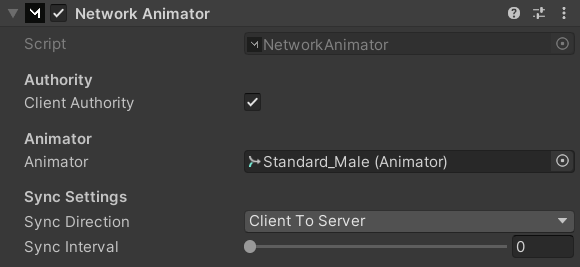 Network Animator
Script NetworkAnimator
Authority
Client Authority
Animator
Animator Standard_Male (Animator)
Sync Settings
Sync Direction Client To Server
Sync Interval 0